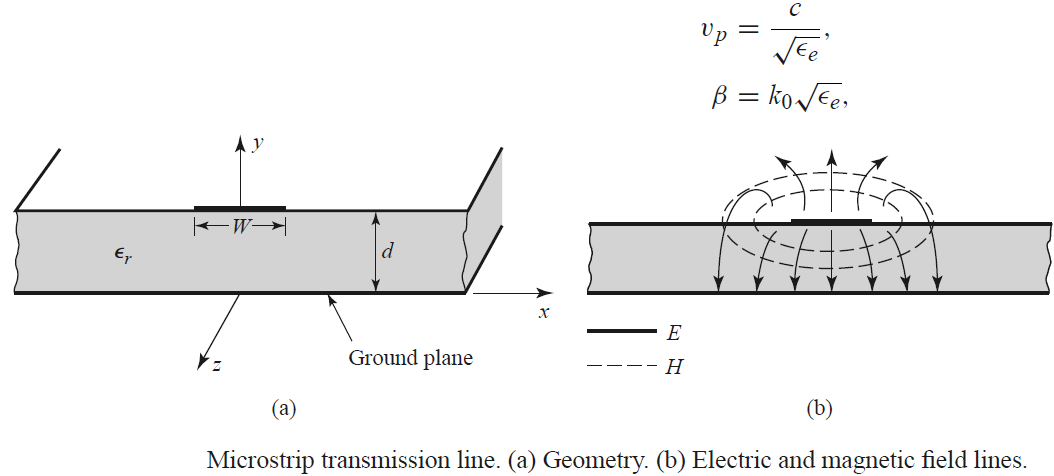 v_p = c/√ϵ_e,
β = k_0√ϵ_e,
y
W
ϵ_r
d
x
z
Ground plane
(a)
E
H
(b)
Microstrip transmission line. (a) Geometry. (b) Electric and magnetic field lines.